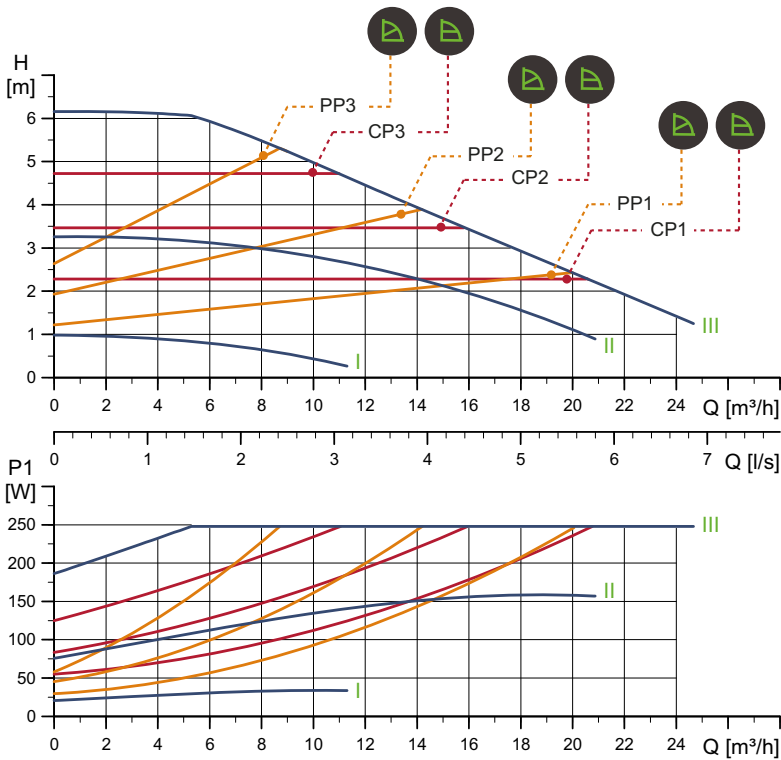 H
[m]
6
5
4
3
2
1
0
PP3
CP3
PP2
CP2
PP1
CP1
III
II
I
0 2 4 6 8 10 12 14 16 18 20 22 24 Q [m³/h]
0 1 2 3 4 5 6 7 Q [l/s]
P1
[W]
250
200
150
100
50
0
III
II
I
0 2 4 6 8 10 12 14 16 18 20 22 24 Q [m³/h]